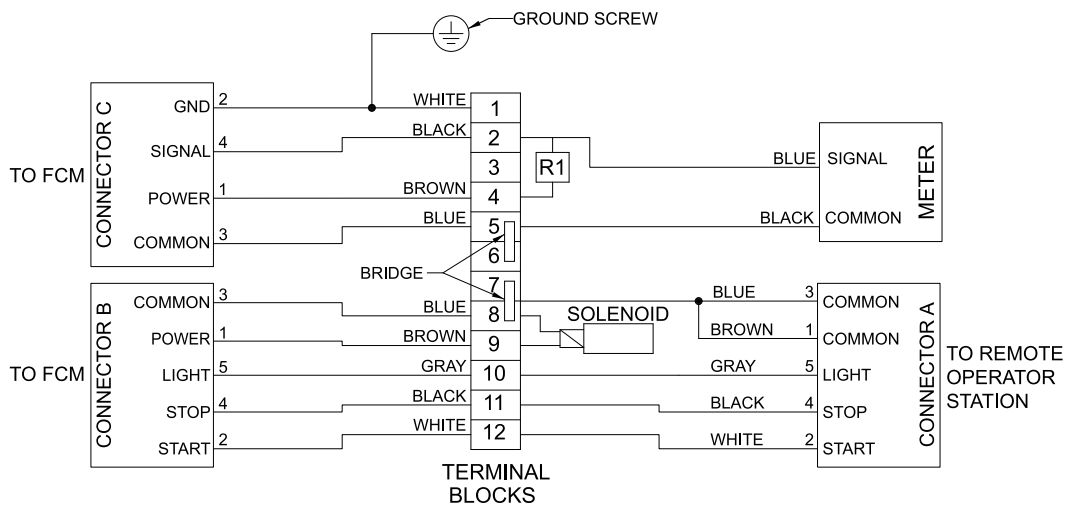 GROUND SCREW
TO FCM
CONNECTOR C
GND 2
SIGNAL 4
POWER 1
COMMON 3
WHITE
BLACK
BROWN
BLUE
1
2
3
4
5
6
7
8
9
10
11
12
R1
BRIDGE
BLUE
BLACK
SIGNAL
COMMON
METER
TO FCM
CONNECTOR B
COMMON 3
POWER 1
LIGHT 5
STOP 4
START 2
BLUE
BROWN
GRAY
BLACK
WHITE
SOLENOID
BLUE
BROWN
GRAY
BLACK
WHITE
3 COMMON
1 COMMON
5 LIGHT
4 STOP
2 START
CONNECTOR A
TO REMOTE
OPERATOR
STATION
TERMINAL
BLOCKS